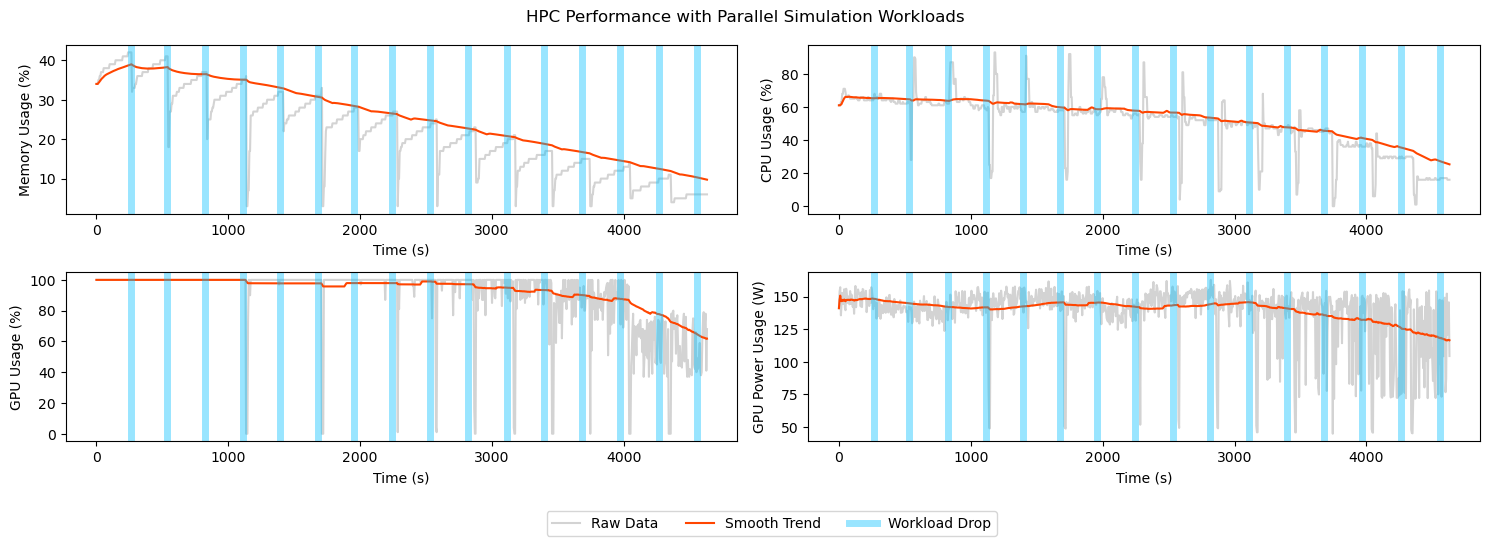 HPC Performance with Parallel Simulation Workloads
Memory Usage (%)
40
30
20
10
0 1000 2000 3000 4000
Time (s)
CPU Usage (%)
80
60
40
20
0
0 1000 2000 3000 4000
Time (s)
GPU Usage (%)
100
80
60
40
20
0
0 1000 2000 3000 4000
Time (s)
GPU Power Usage (W)
150
125
100
75
50
0 1000 2000 3000 4000
Time (s)
Raw Data Smooth Trend Workload Drop